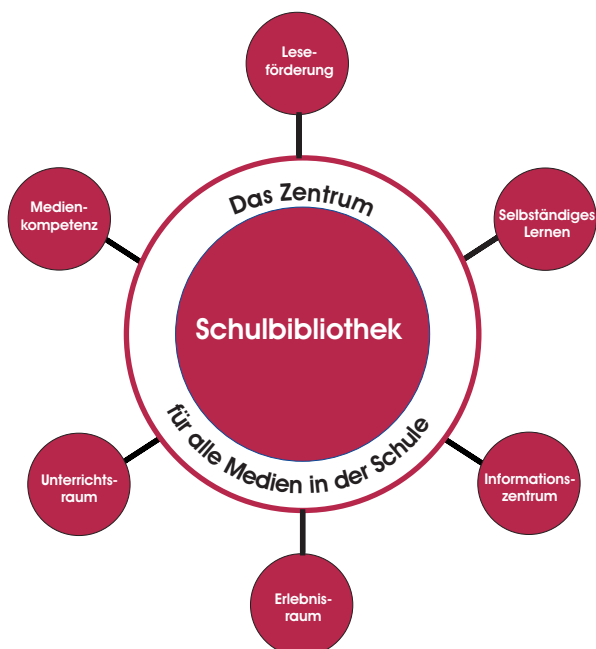 Lese-
förderung
Medien-
kompetenz
Selbständiges
Lernen
Das Zentrum
Schulbibliothek
für alle Medien in der Schule
Unterrichts-
raum
Informations-
zentrum
Erlebnis-
raum